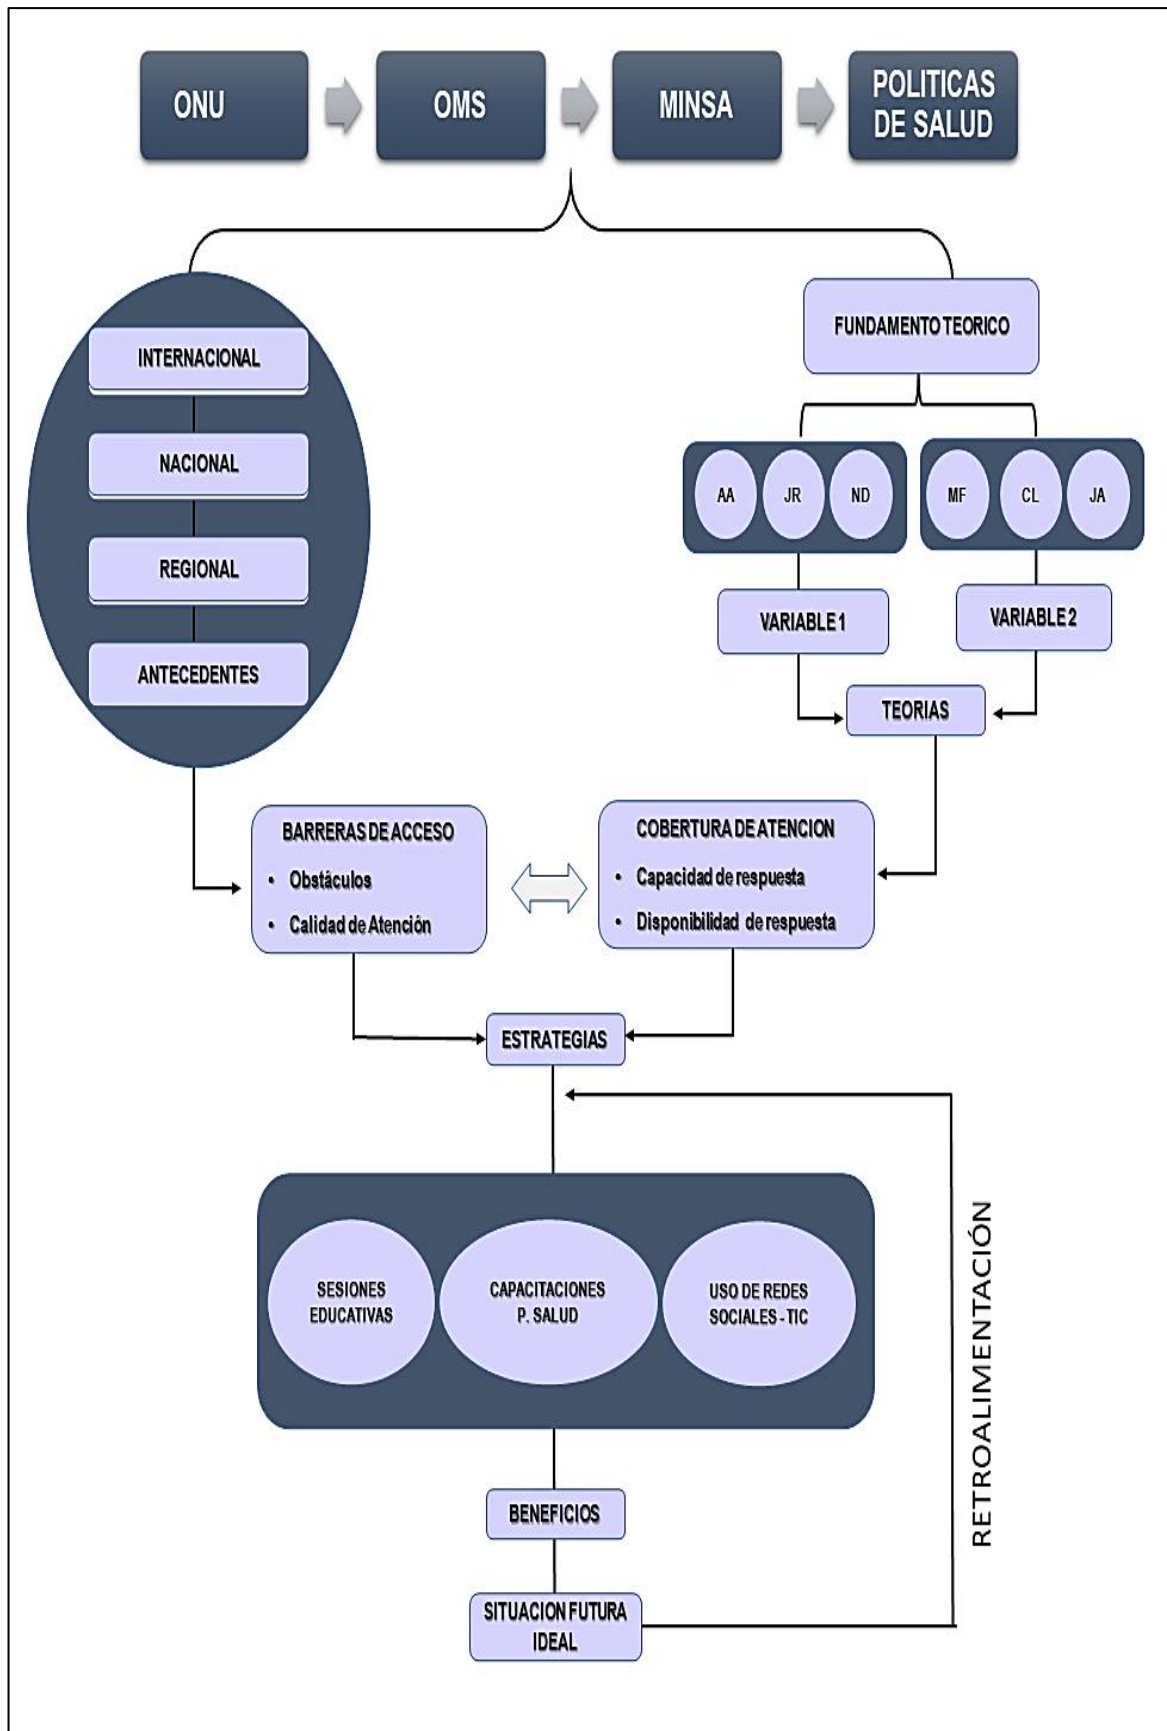 ONU
OMS
MINSA
POLITICAS
DE SALUD
INTERNACIONAL
NACIONAL
REGIONAL
ANTECEDENTES
FUNDAMENTO TEORICO
AA
JR
ND
MF
CL
JA
VARIABLE 1
VARIABLE 2
TEORIAS
BARRERAS DE ACCESO
• Obstáculos
• Calidad de Atención
COBERTURA DE ATENCION
• Capacidad de respuesta
• Disponibilidad de respuesta
ESTRATEGIAS
SESIONES
EDUCATIVAS
CAPACITACIONES
P. SALUD
USO DE REDES
SOCIALES - TIC
RETROALIMENTACIÓN
BENEFICIOS
SITUACION FUTURA
IDEAL